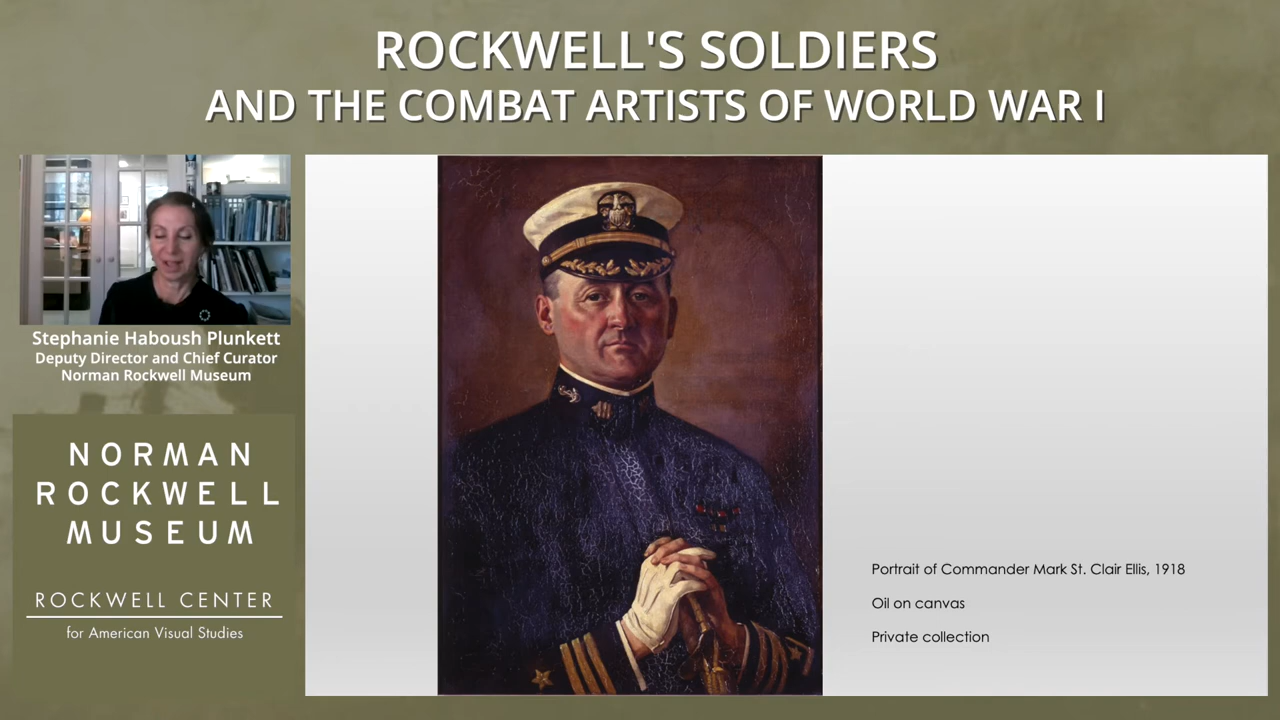 ROCKWELL'S SOLDIERS
AND THE COMBAT ARTISTS OF WORLD WAR I
Stephanie Haboush Plunkett
Deputy Director and Chief Curator
Norman Rockwell Museum
NORMAN
ROCKWELL
MUSEUM
ROCKWELL CENTER
for American Visual Studies
Portrait of Commander Mark St. Clair Ellis, 1918
Oil on canvas
Private collection